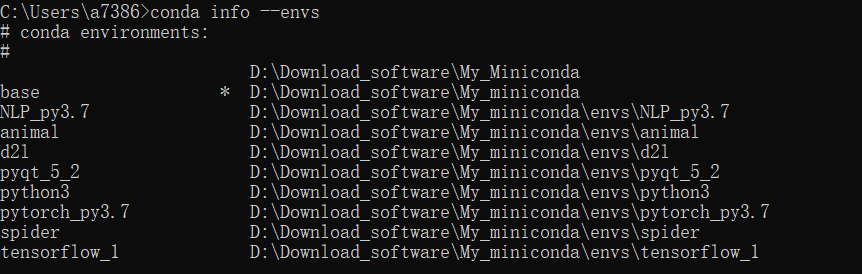 C:\Users\a7386>conda info --envs
# conda environments:
#
                         D:\Download_software\My_Miniconda
base                  *  D:\Download_software\My_miniconda
NLP_py3.7                D:\Download_software\My_miniconda\envs\NLP_py3.7
animal                   D:\Download_software\My_miniconda\envs\animal
d2l                      D:\Download_software\My_miniconda\envs\d2l
pyqt_5_2                 D:\Download_software\My_miniconda\envs\pyqt_5_2
python3                  D:\Download_software\My_miniconda\envs\python3
pytorch_py3.7            D:\Download_software\My_miniconda\envs\pytorch_py3.7
spider                   D:\Download_software\My_miniconda\envs\spider
tensorflow_1             D:\Download_software\My_miniconda\envs\tensorflow_1